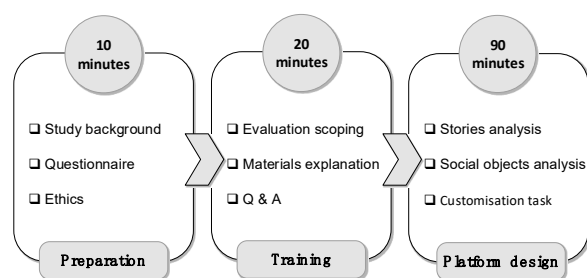 10
minutes
Study background
Questionnaire
Ethics
Preparation
20
minutes
Evaluation scoping
Materials explanation
Q & A
Training
90
minutes
Stories analysis
Social objects analysis
Customisation task
Platform design